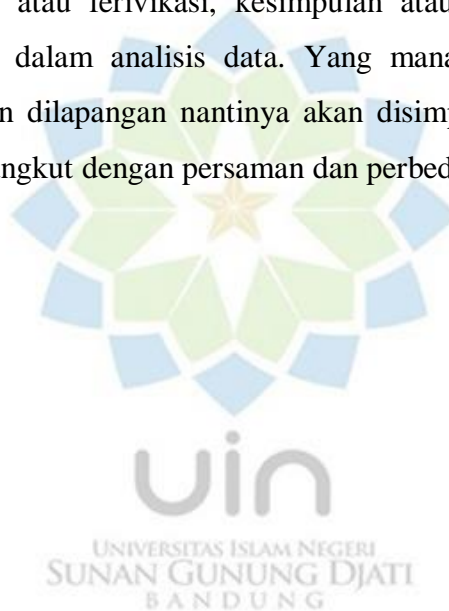 atau ferivikasi, kesimpulan atau
dalam analisis data. Yang mana
dilapangan nantinya akan
dengan persaman dan
uin
UNIVERSITAS ISLAM NEGERI
SUNAN GUNUNG DJATI
BANDUNG